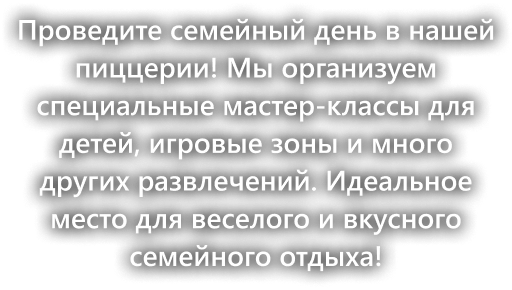 Проведите семейный день в нашей
пиццерии! Мы организуем
специальные мастер-классы для
детей, игровые зоны и много
других развлечений. Идеальное
место для веселого и вкусного
семейного отдыха!